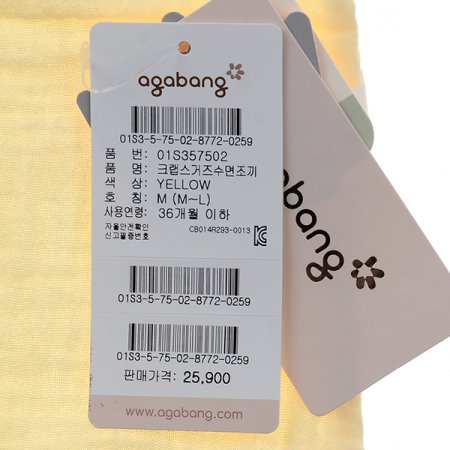 agabang
01S3-5-75-02-8772-0259
품 번: 01S357502
품 명: 크랩스거즈수면조끼
색 상: YELLOW
호 칭: M (M~L)
사용연령: 36개월 이하
자율안전확인
신고필증번호 CB014R293-0013
01S3-5-75-02-8772-0259
01S3-5-75-02-8772-0259
판매가격: 25,900
www.agabang.com
abang